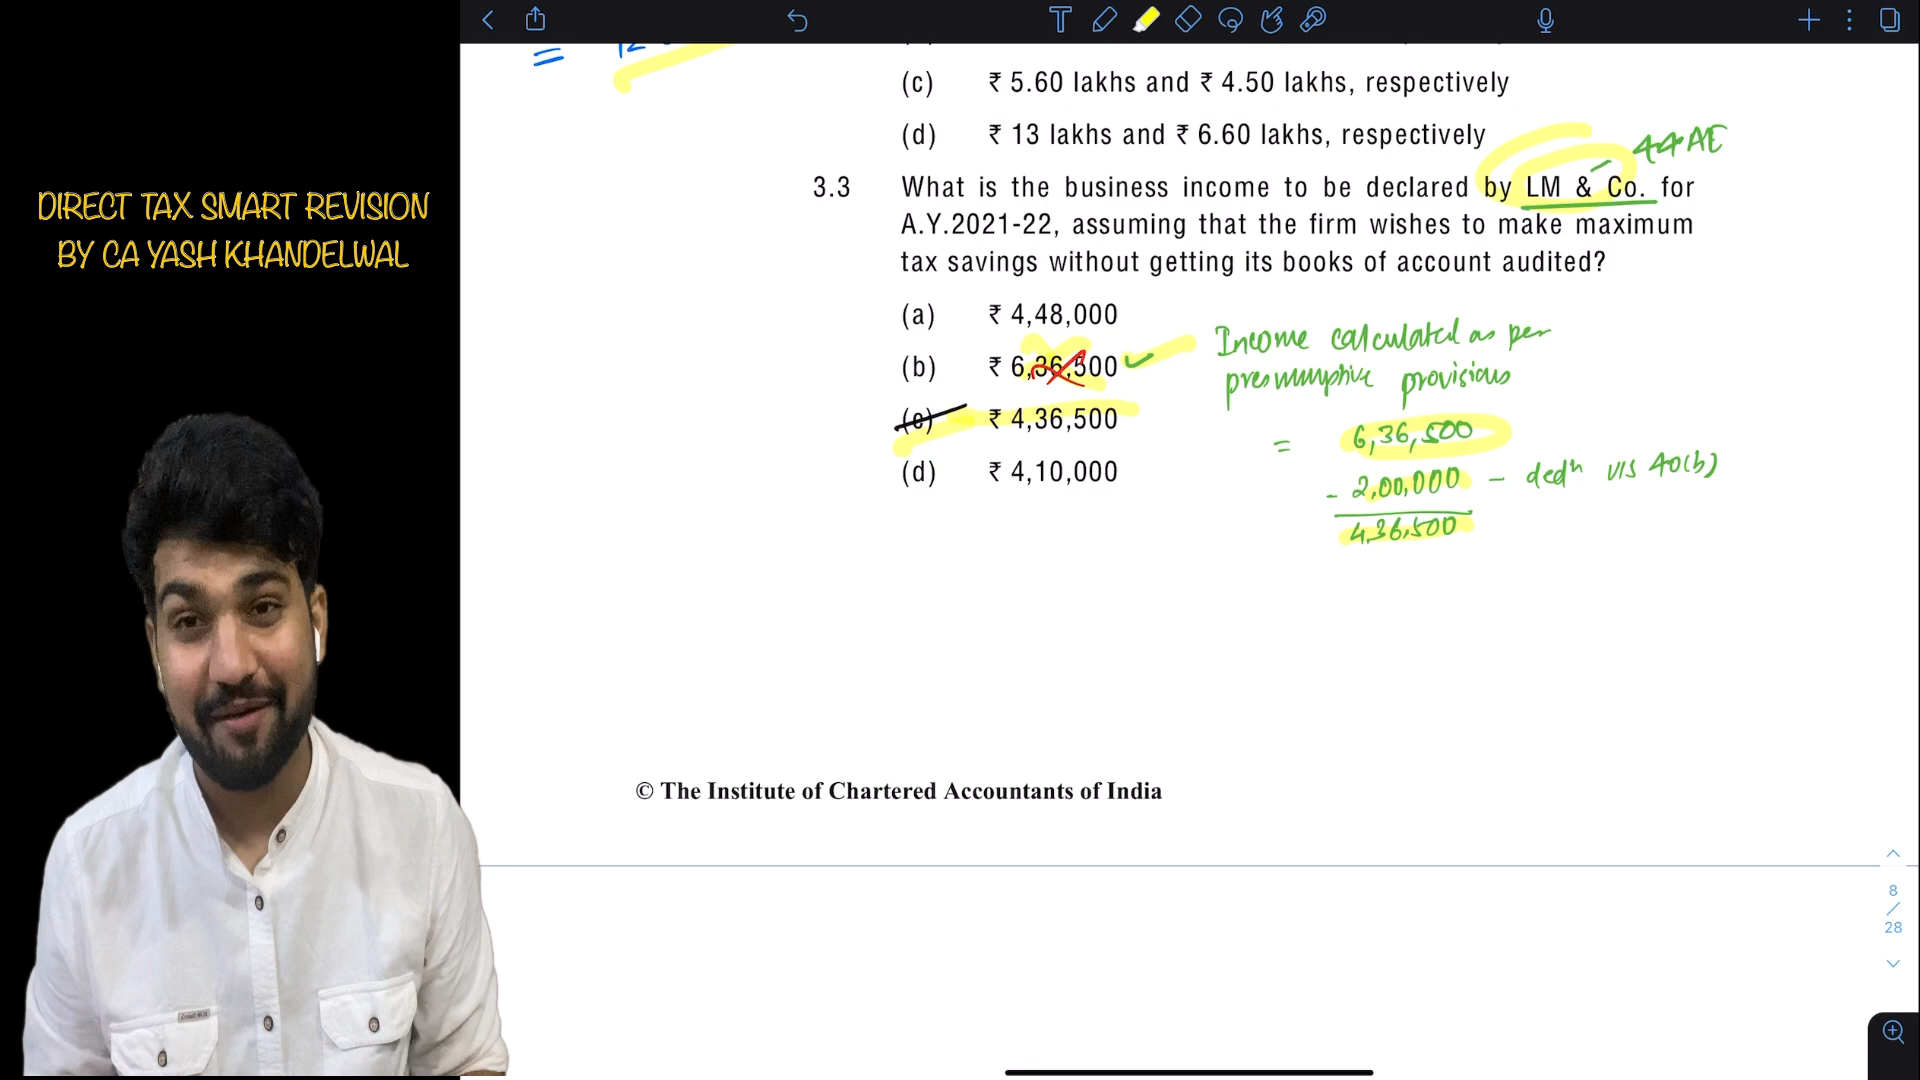 DIRECT TAX SMART REVISION
BY CA YASH KHANDELWAL
=
(c) ₹ 5.60 lakhs and ₹ 4.50 lakhs, respectively
(d) ₹ 13 lakhs and ₹ 6.60 lakhs, respectively
44AE
3.3 What is the business income to be declared by LM & Co. for
A.Y.2021-22, assuming that the firm wishes to make maximum
tax savings without getting its books of account audited?
(a) ₹ 4,48,000
(b) ₹ 6,36,500
(c) ₹ 4,36,500
(d) ₹ 4,10,000
Income calculated as per
presumptive provisions
= 6,36,500
- 2,00,000 - dedn u/s 40(b)
4,36,500
© The Institute of Chartered Accountants of India
8
/
28